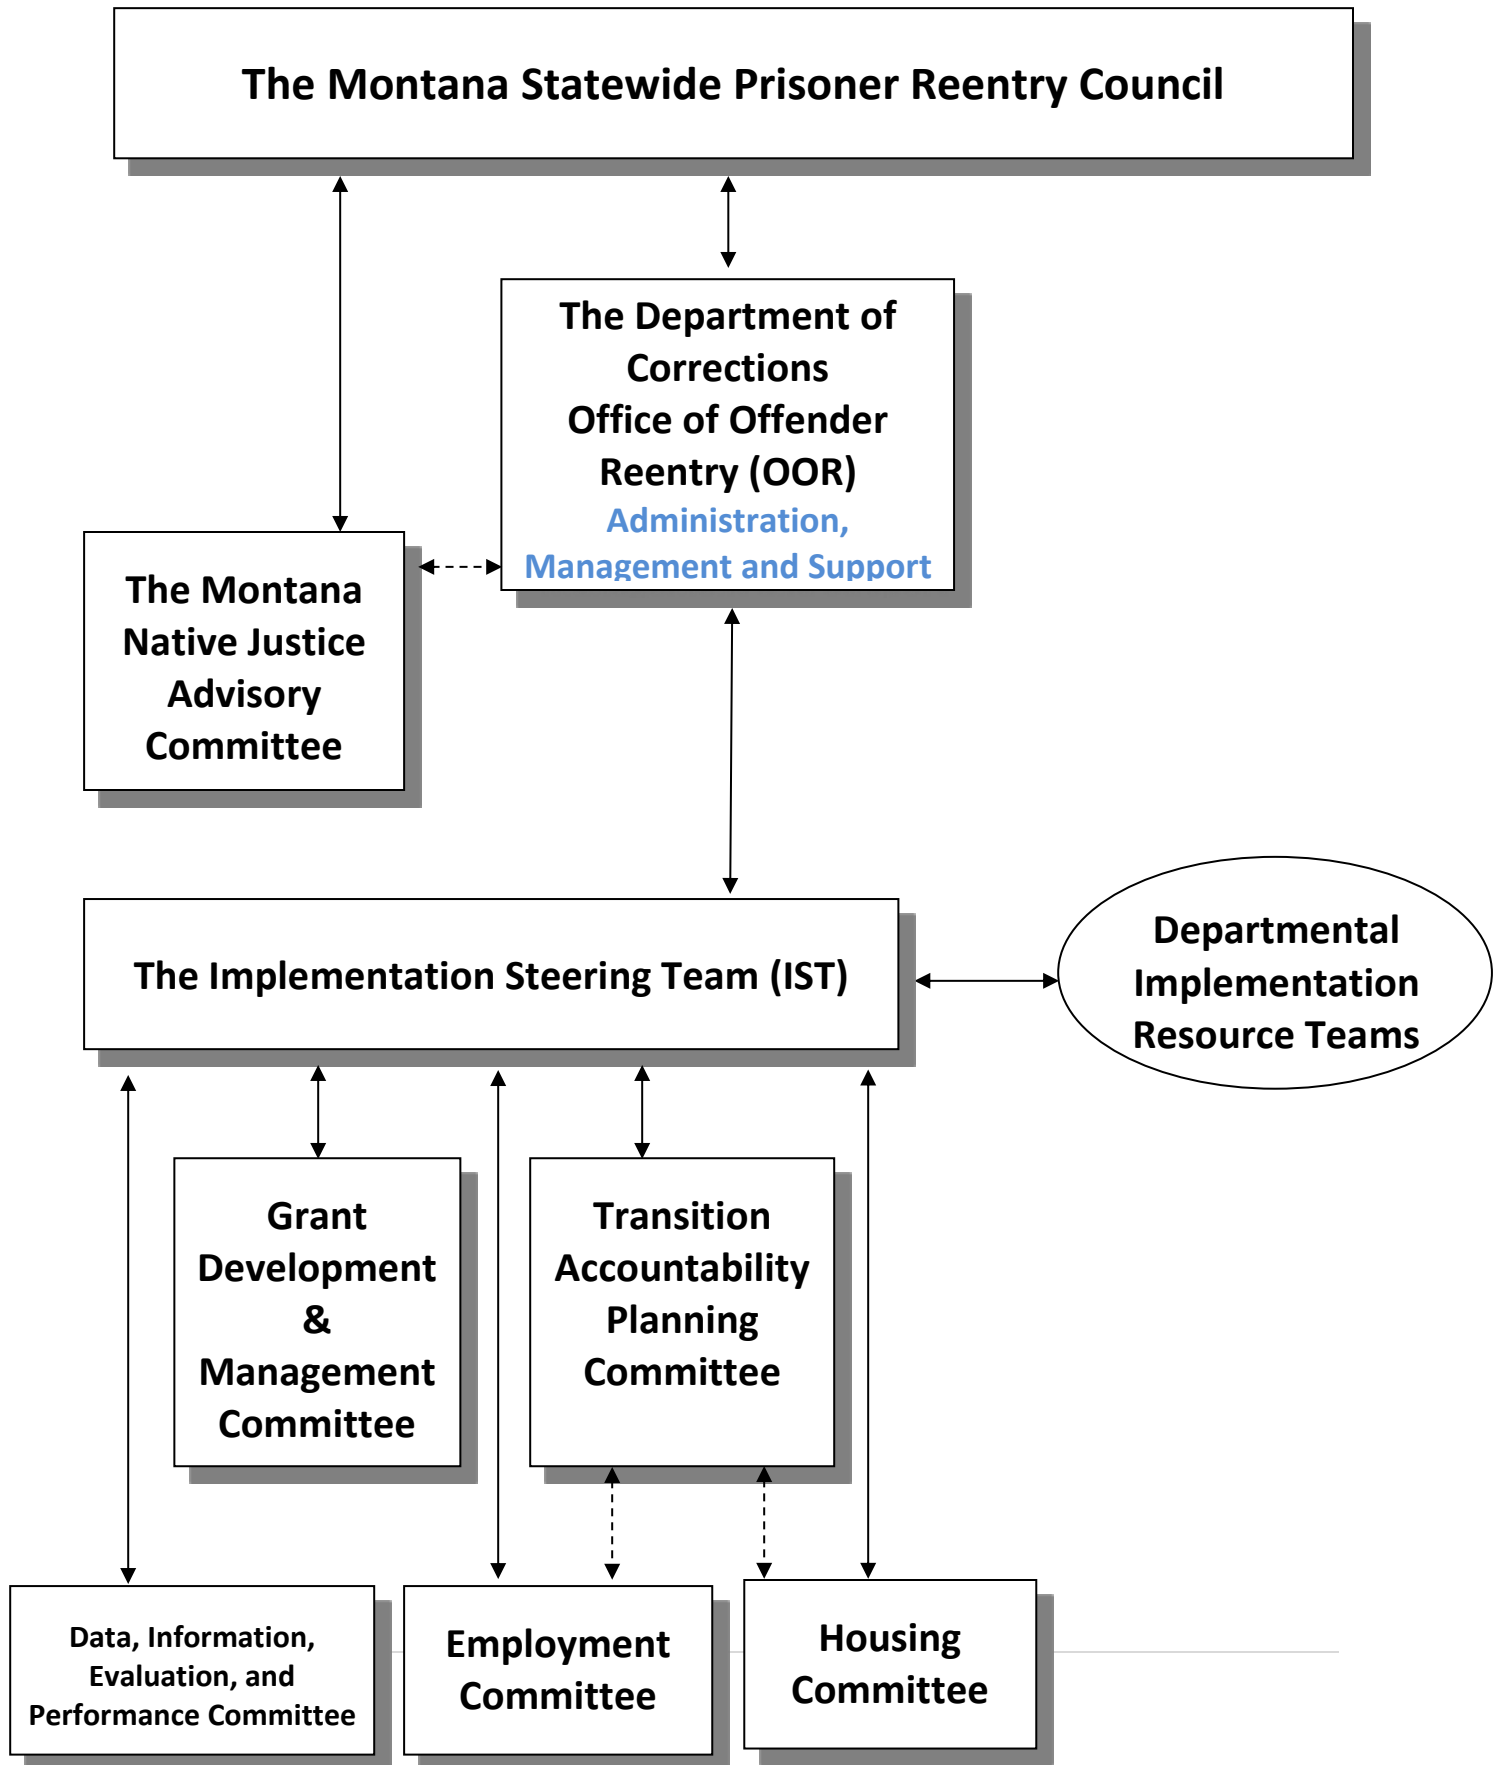 The Montana Statewide Prisoner Reentry Council
The Department of
Corrections
Office of Offender
Reentry (OOR)
Administration,
Management and Support
The Montana
Native Justice
Advisory
Committee
The Implementation Steering Team (IST)
Departmental
Implementation
Resource Teams
Grant
Development
&
Management
Committee
Transition
Accountability
Planning
Committee
Data, Information,
Evaluation, and
Performance Committee
Employment
Committee
Housing
Committee